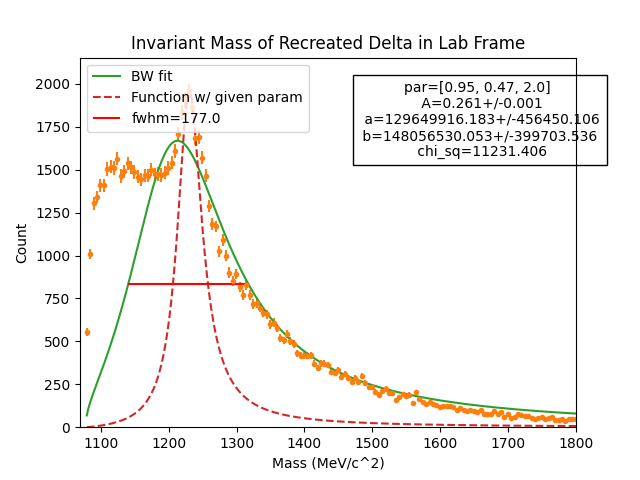 Invariant Mass of Recreated Delta in Lab Frame
BW fit
Function w/ given param
fwhm=177.0
par=[0.95, 0.47, 2.0]
A=0.261+/-0.001
a=129649916.183+/-456450.106
b=148056530.053+/-399703.536
chi_sq=11231.406
Count
2000
1750
1500
1250
1000
750
500
250
0
1100 1200 1300 1400 1500 1600 1700 1800
Mass (MeV/c^2)